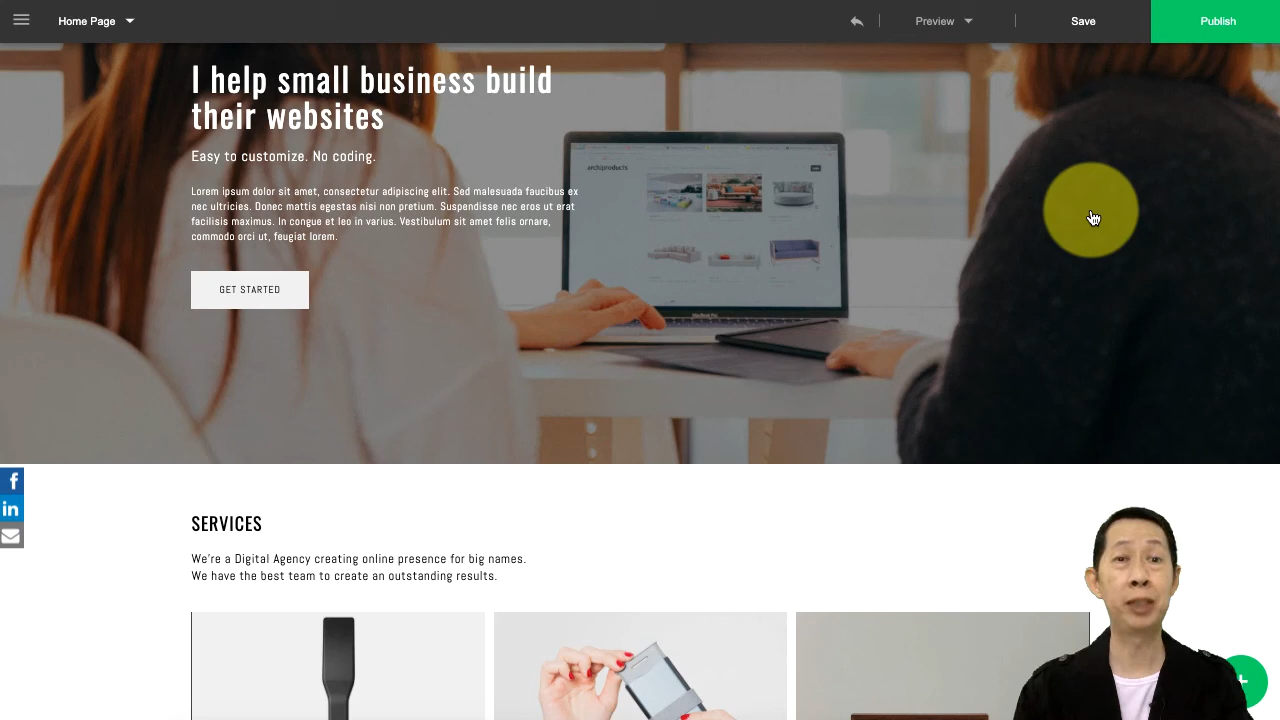 Home Page
Preview
Save
Publish
I help small business build
their websites
Easy to customize. No coding.
archiproducts
Lorem ipsum dolor sit amet, consectetur adipiscing elit. Sed malesuada faucibus ex
nec ultricies. Donec mattis egestas nisi non pretium. Suspendisse nec eros ut erat
facilisis maximus. In congue et leo in varius. Vestibulum sit amet felis ornare,
commodo orci ut, feugiat lorem.
GET STARTED
MacBook Pro
f
in
SERVICES
We're a Digital Agency creating online presence for big names.
We have the best team to create an outstanding results.